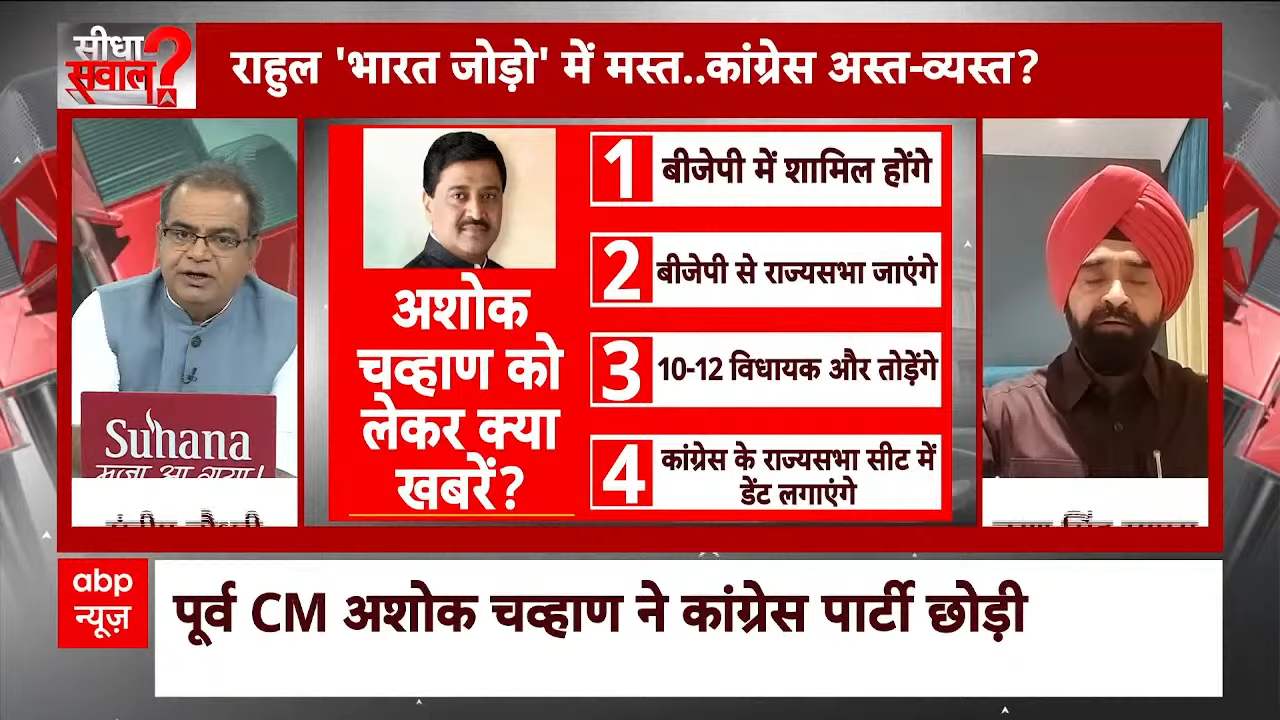 सीधा
सवाल?
राहुल 'भारत जोड़ो' में मस्त..कांग्रेस अस्त-व्यस्त?
अशोक
चव्हाण को
लेकर क्या
खबरें?
1 बीजेपी में शामिल होंगे
2 बीजेपी से राज्यसभा जाएंगे
3 10-12 विधायक और तोड़ेंगे
4 कांग्रेस के राज्यसभा सीट में
डेंट लगाएंगे
Suhana
abp
न्यूज़
पूर्व CM अशोक चव्हाण ने कांग्रेस पार्टी छोड़ी